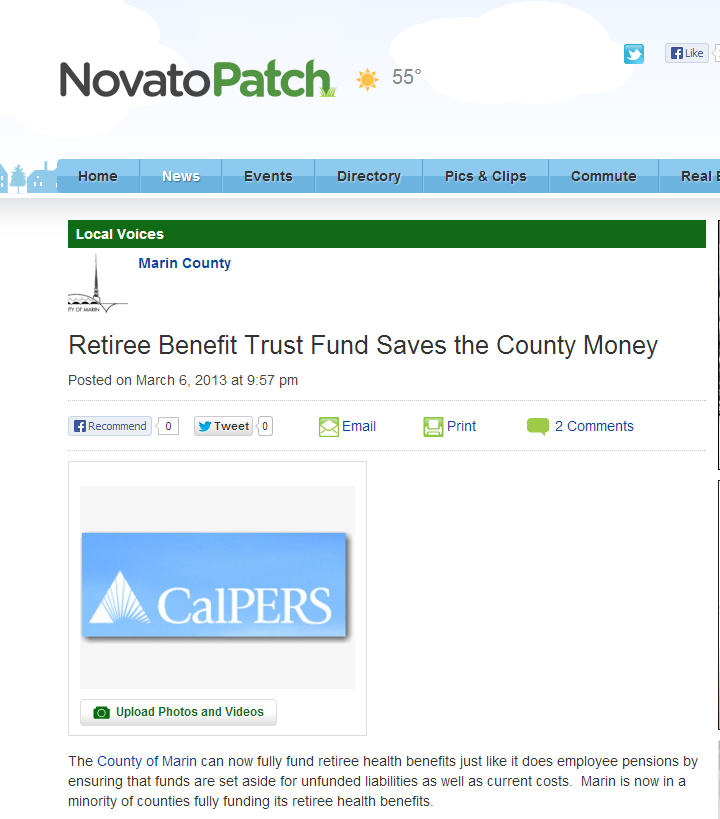 NovatoPatch 55°
Like
Home News Events Directory Pics & Clips Commute Real
Local Voices
Marin County
TY OF MARIN
Retiree Benefit Trust Fund Saves the County Money
Posted on March 6, 2013 at 9:57 pm
Recommend 0 Tweet 0 Email Print 2 Comments
CalPERS
Upload Photos and Videos
The County of Marin can now fully fund retiree health benefits just like it does employee pensions by
ensuring that funds are set aside for unfunded liabilities as well as current costs.  Marin is now in a
minority of counties fully funding its retiree health benefits.